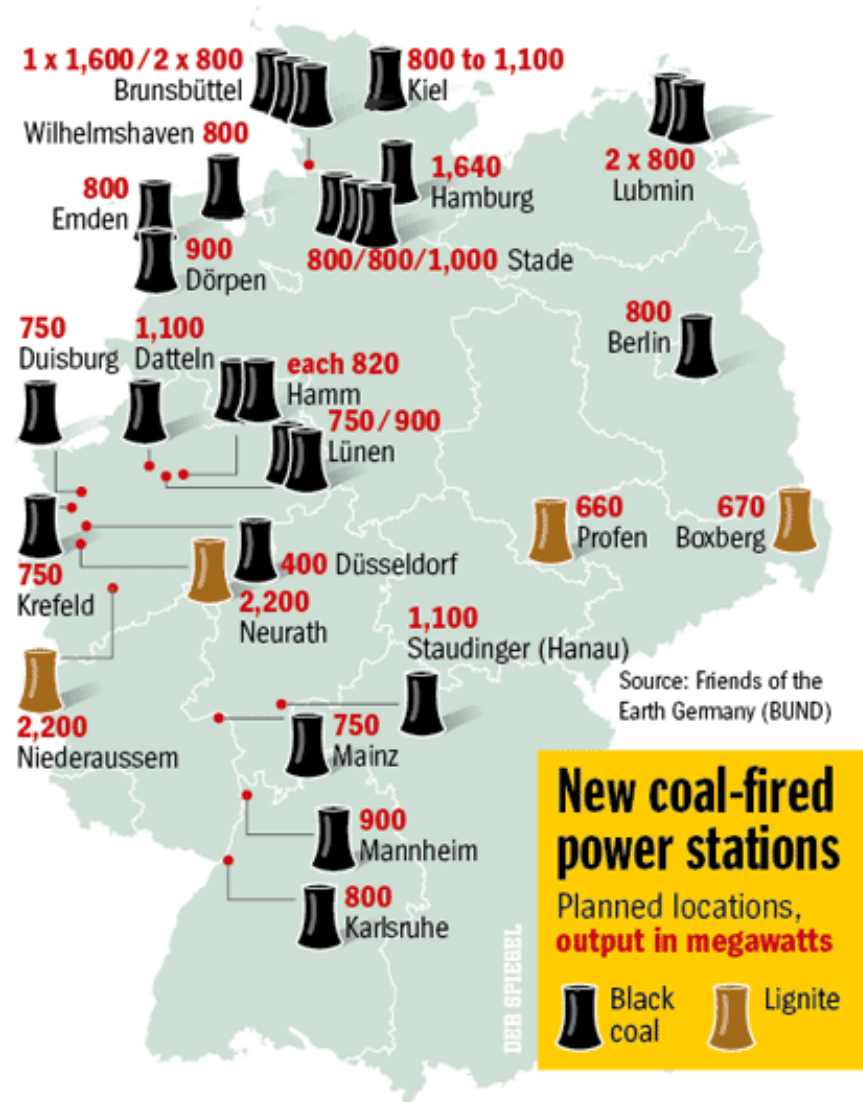 1 x 1,600/2 x 800
Brunsbüttel
800 to 1,100
Kiel
Wilhelmshaven 800
2 x 800
Lubmin
1,640
Hamburg
800
Emden
900
Dörpen
800/800/1,000 Stade
750
Duisburg
1,100
Datteln
each 820
Hamm
750/900
Lünen
800
Berlin
660
Profen
670
Boxberg
750
Krefeld
400 Düsseldorf
2,200
Neurath
1,100
Staudinger (Hanau)
2,200
Niederaussem
750
Mainz
900
Mannheim
800
Karlsruhe
Source: Friends of the
Earth Germany (BUND)
New coal-fired
power stations
Planned locations,
output in megawatts
Black
coal
Lignite
DER SPIEGEL